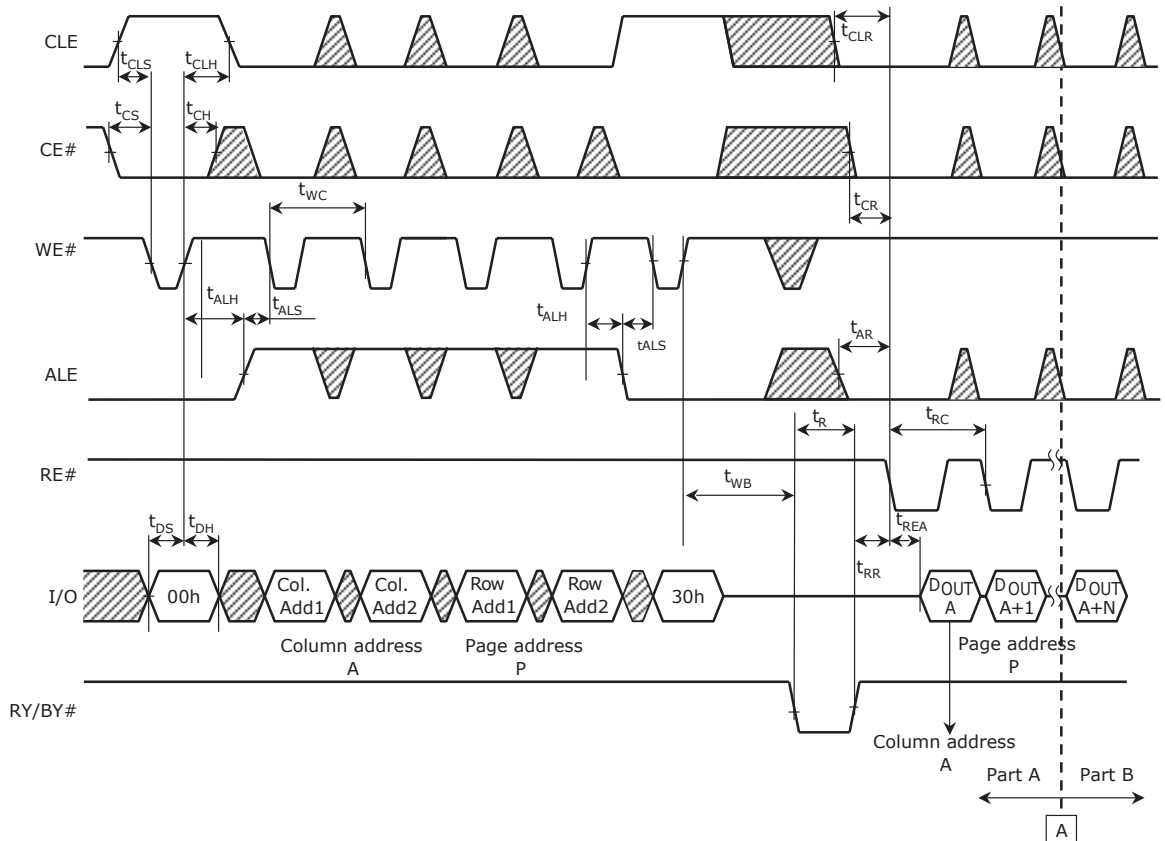 CLE
tCLS
tCLH
tCLR
CE#
tCS
tCH
tCR
WE#
tWC
tALH
tALS
tALH
tALS
ALE
tAR
RE#
tR
tRC
tWB
tREA
tRR
I/O
tDS
tDH
00h
Col.
Add1
Col.
Add2
Row
Add1
Row
Add2
30h
DOUT
A
DOUT
A+1
DOUT
A+N
Column address
A
Page address
P
Page address
P
RY/BY#
Column address
A
Part A
Part B
A